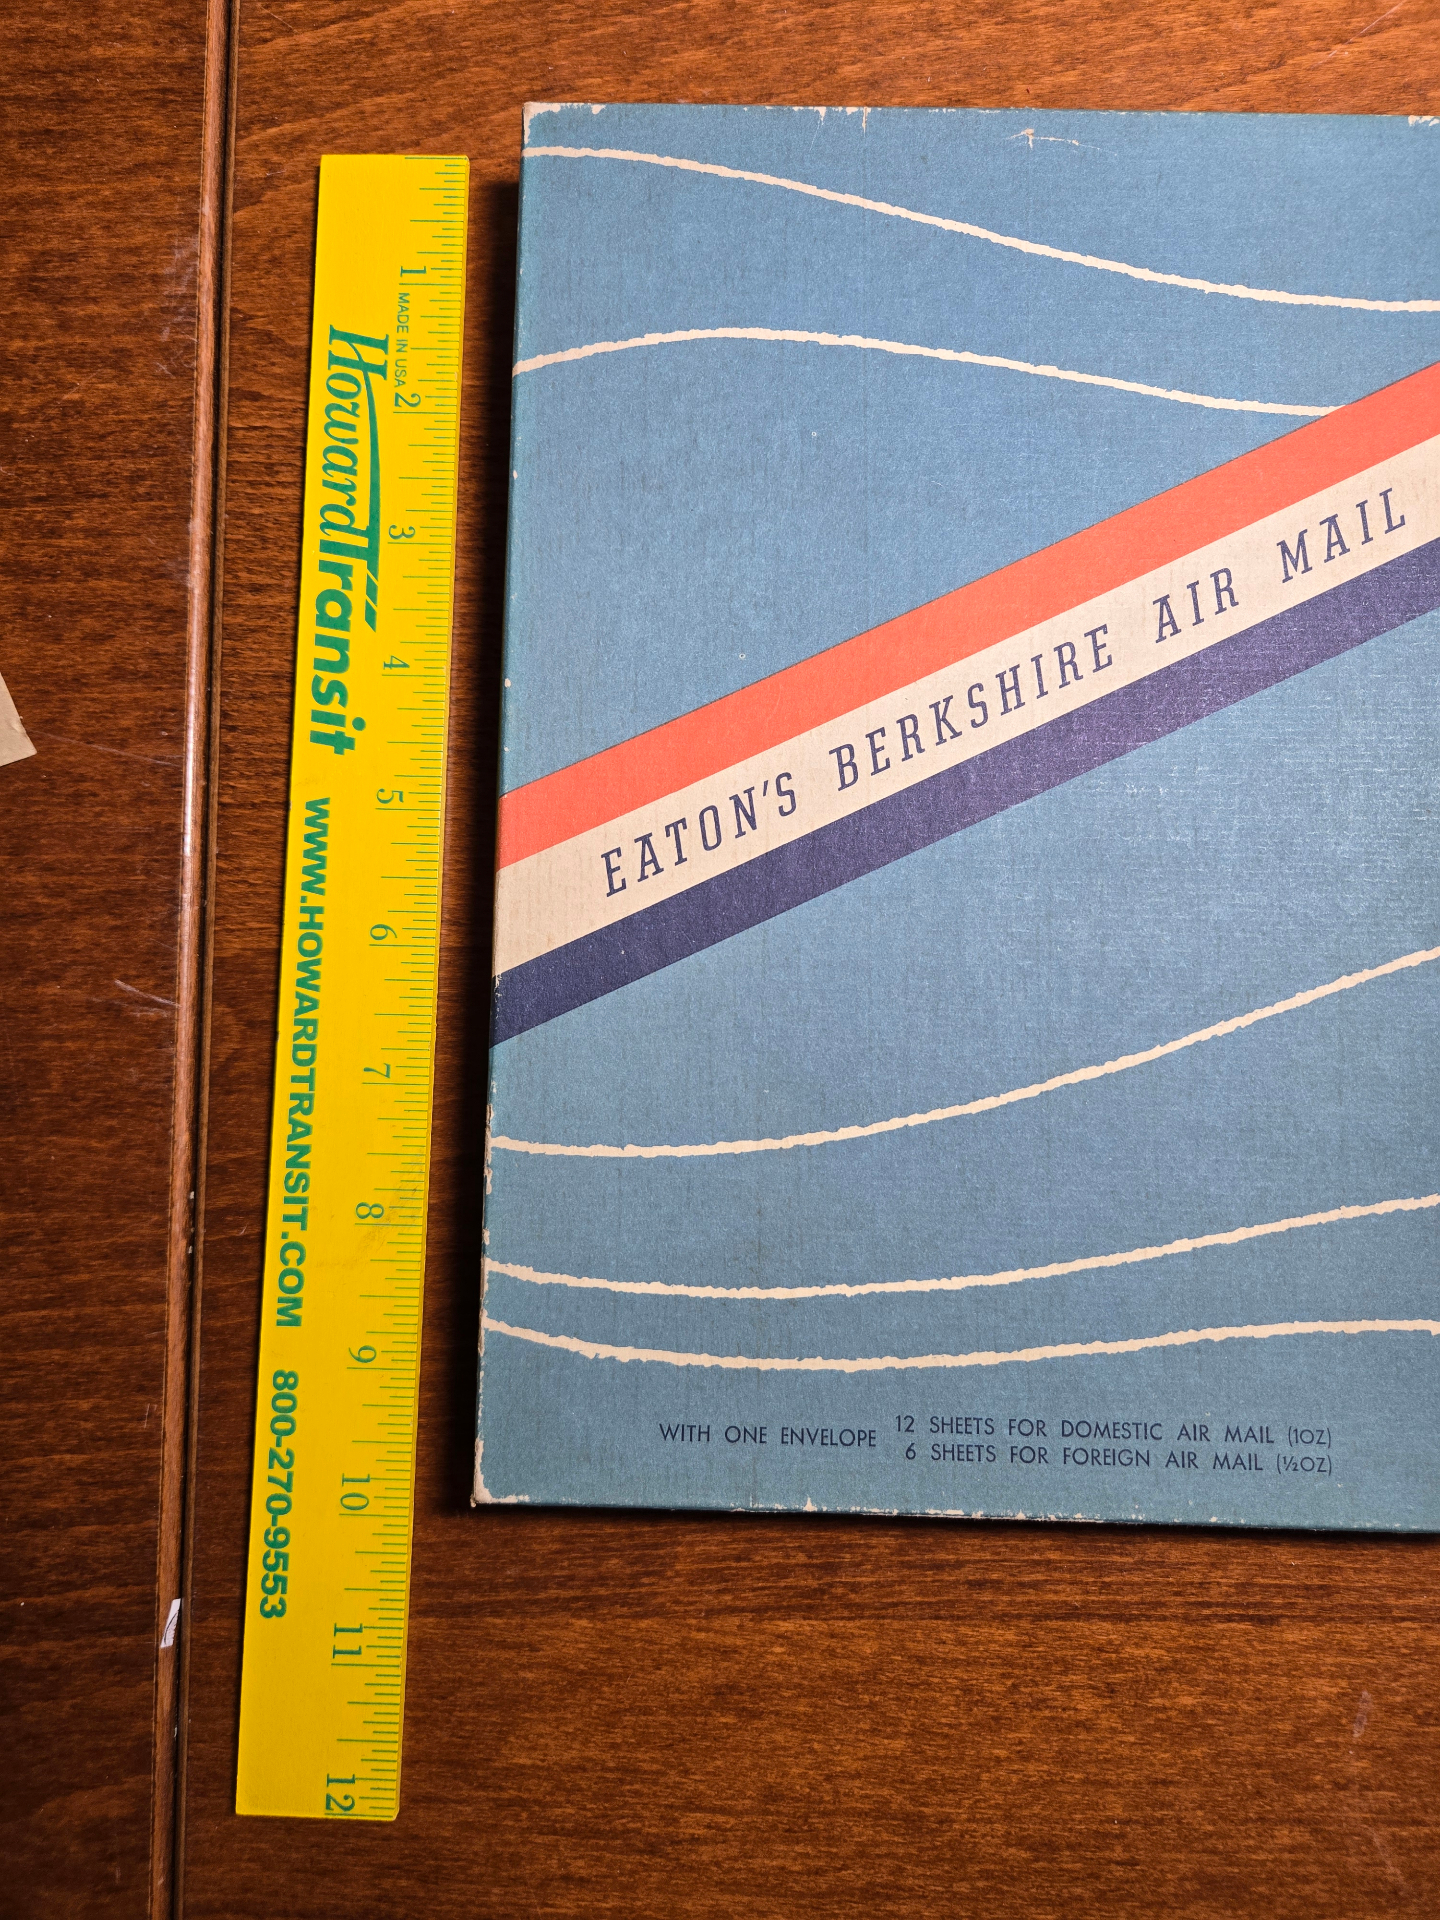 1
2
3
4
5
6
7
8
9
10
11
12
MADE IN USA
Howard Transit
WWW.HOWARDTRANSIT.COM
800-270-9553
EATON'S BERKSHIRE AIR MAIL
WITH ONE ENVELOPE
12 SHEETS FOR DOMESTIC AIR MAIL (1OZ)
6 SHEETS FOR FOREIGN AIR MAIL (½OZ)